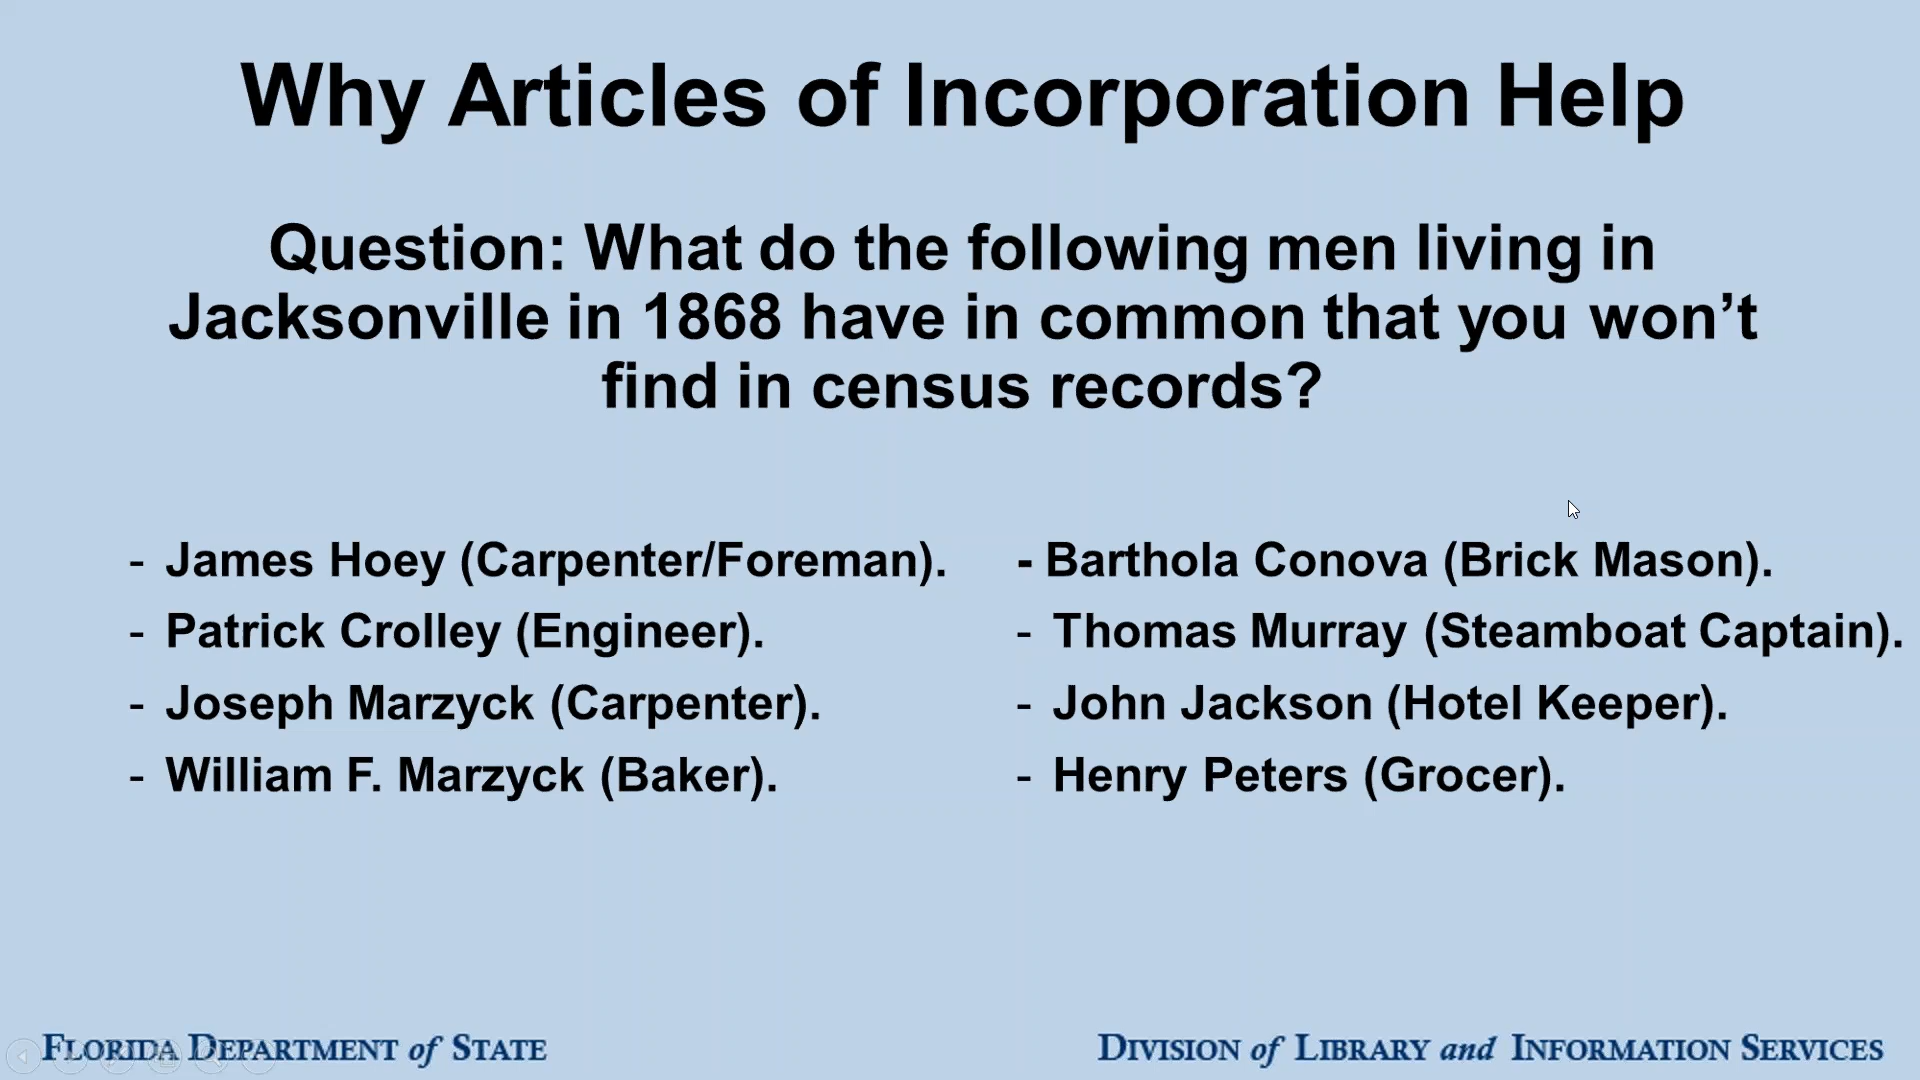 Why Articles of Incorporation Help
Question: What do the following men living in
Jacksonville in 1868 have in common that you won’t
find in census records?
- James Hoey (Carpenter/Foreman).
- Patrick Crolley (Engineer).
- Joseph Marzyck (Carpenter).
- William F. Marzyck (Baker).
- Barthola Conova (Brick Mason).
- Thomas Murray (Steamboat Captain).
- John Jackson (Hotel Keeper).
- Henry Peters (Grocer).
FLORIDA DEPARTMENT of STATE
DIVISION of LIBRARY and INFORMATION SERVICES